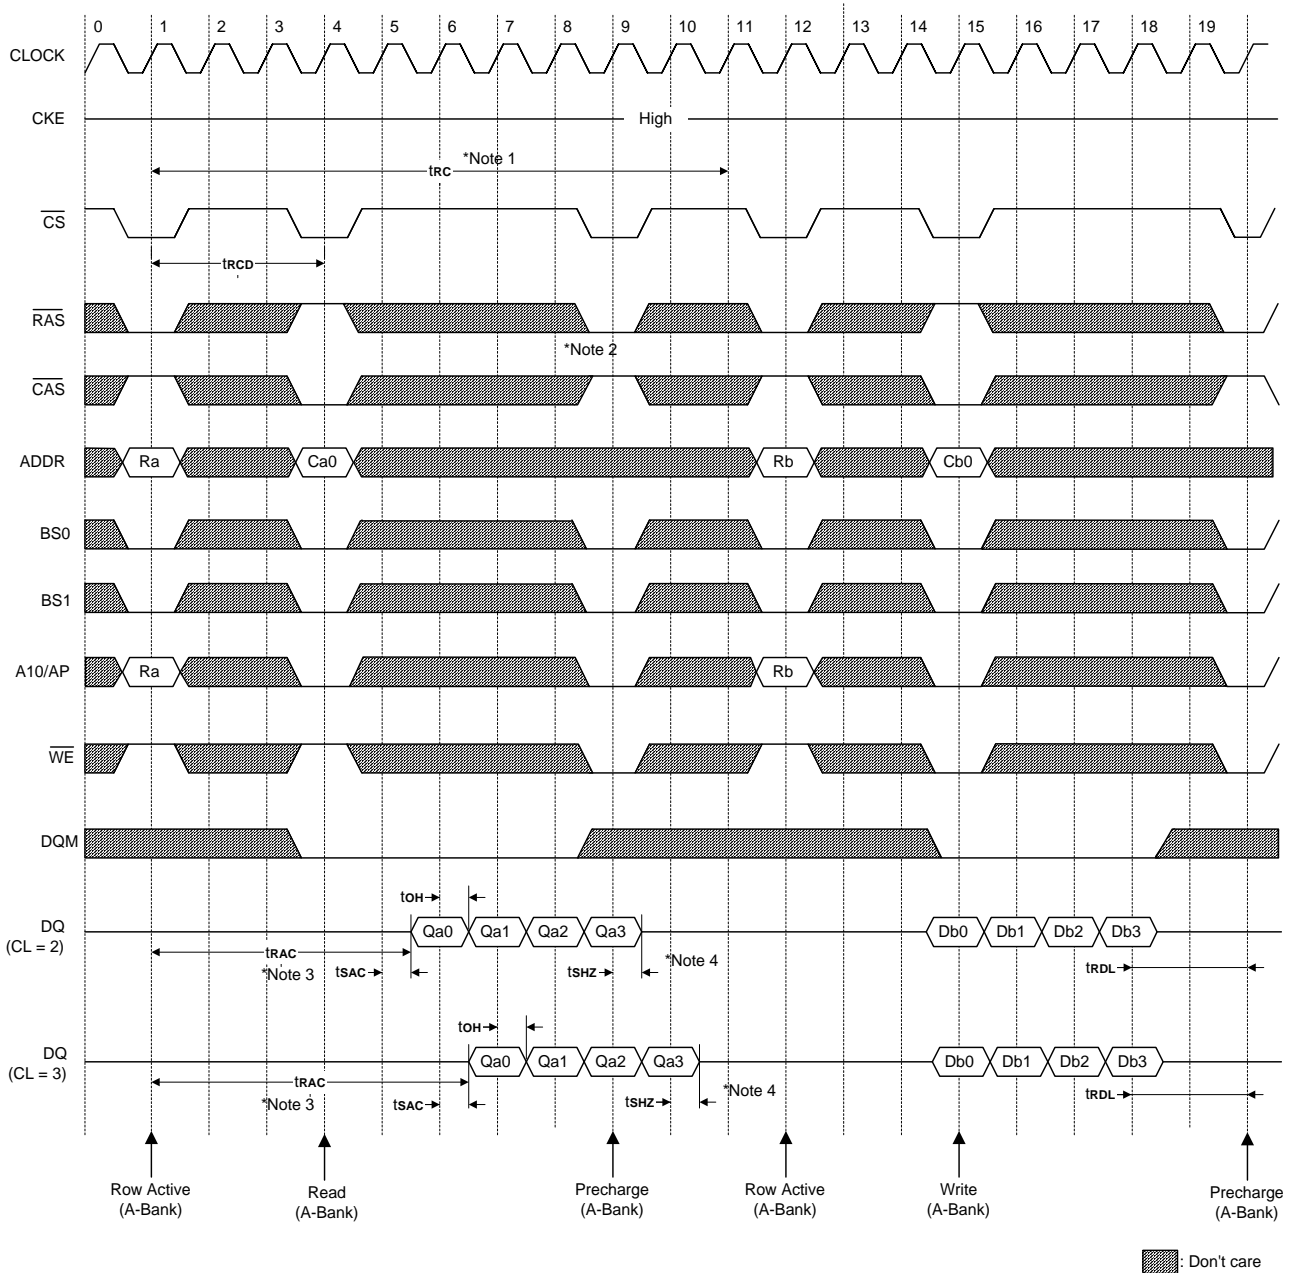 0 1 2 3 4 5 6 7 8 9 10 11 12 13 14 15 16 17 18 19
CLOCK
CKE High
*Note 1
tRC
CS
tRCD
RAS
*Note 2
CAS
ADDR Ra Ca0 Rb Cb0
BS0
BS1
A10/AP Ra Rb
WE
DQM
tOH
DQ
(CL = 2)
Qa0 Qa1 Qa2 Qa3 Db0 Db1 Db2 Db3
tRAC
*Note 3 tSAC tSHZ *Note 4 tRDL
tOH
DQ
(CL = 3)
Qa0 Qa1 Qa2 Qa3 Db0 Db1 Db2 Db3
tRAC
*Note 3 tSAC tSHZ *Note 4 tRDL
Row Active
(A-Bank)
Read
(A-Bank)
Precharge
(A-Bank)
Row Active
(A-Bank)
Write
(A-Bank)
Precharge
(A-Bank)
: Don't care